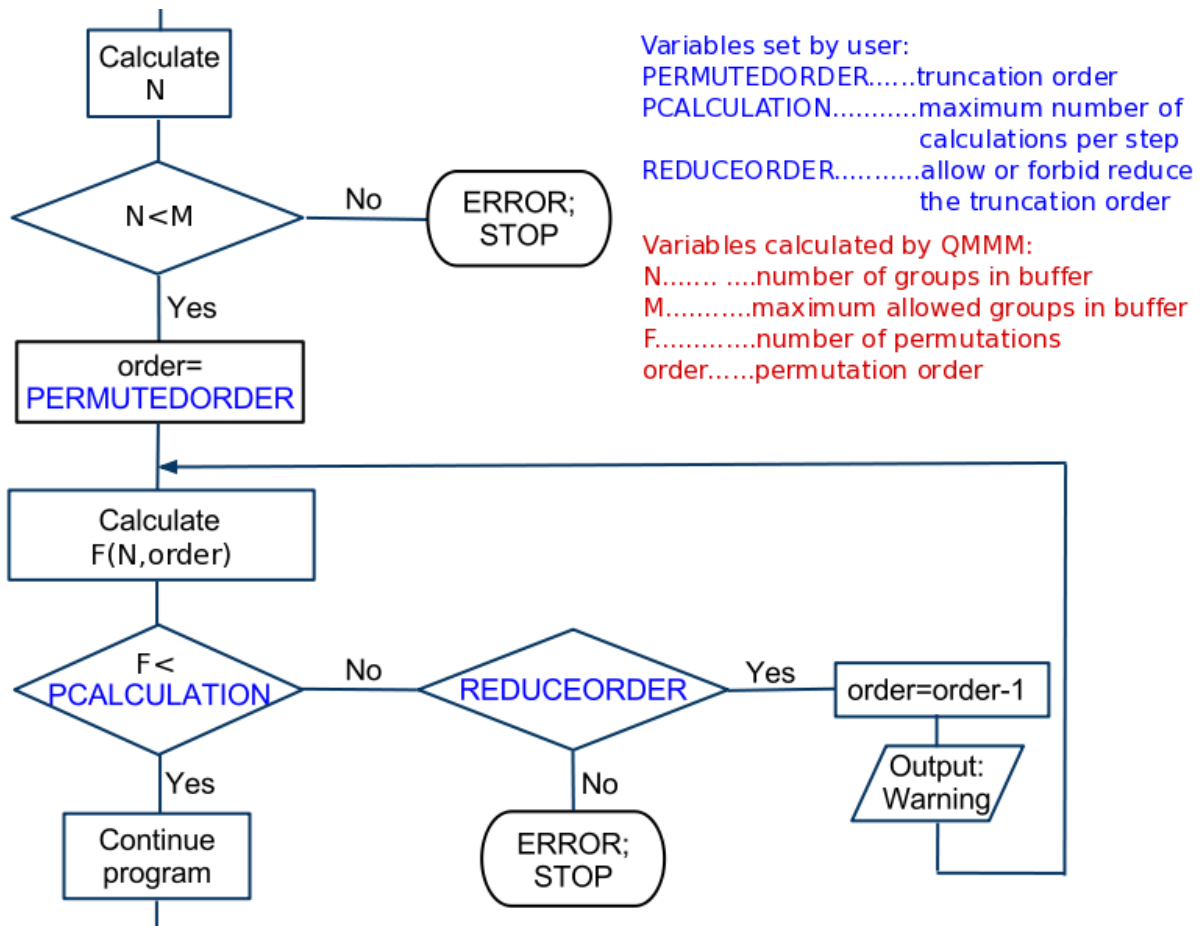 Calculate
N
N<M
No
ERROR;
STOP
Yes
order=
PERMUTEDORDER
Calculate
F(N,order)
F<
PCALCULATION
No
REDUCEORDER
Yes
order=order-1
Output:
Warning
No
ERROR;
STOP
Yes
Continue
program
Variables set by user:
PERMUTEDORDER......truncation order
PCALCULATION...........maximum number of
calculations per step
REDUCEORDER...........allow or forbid reduce
the truncation order
Variables calculated by QMMM:
N....... ....number of groups in buffer
M...........maximum allowed groups in buffer
F.............number of permutations
order......permutation order